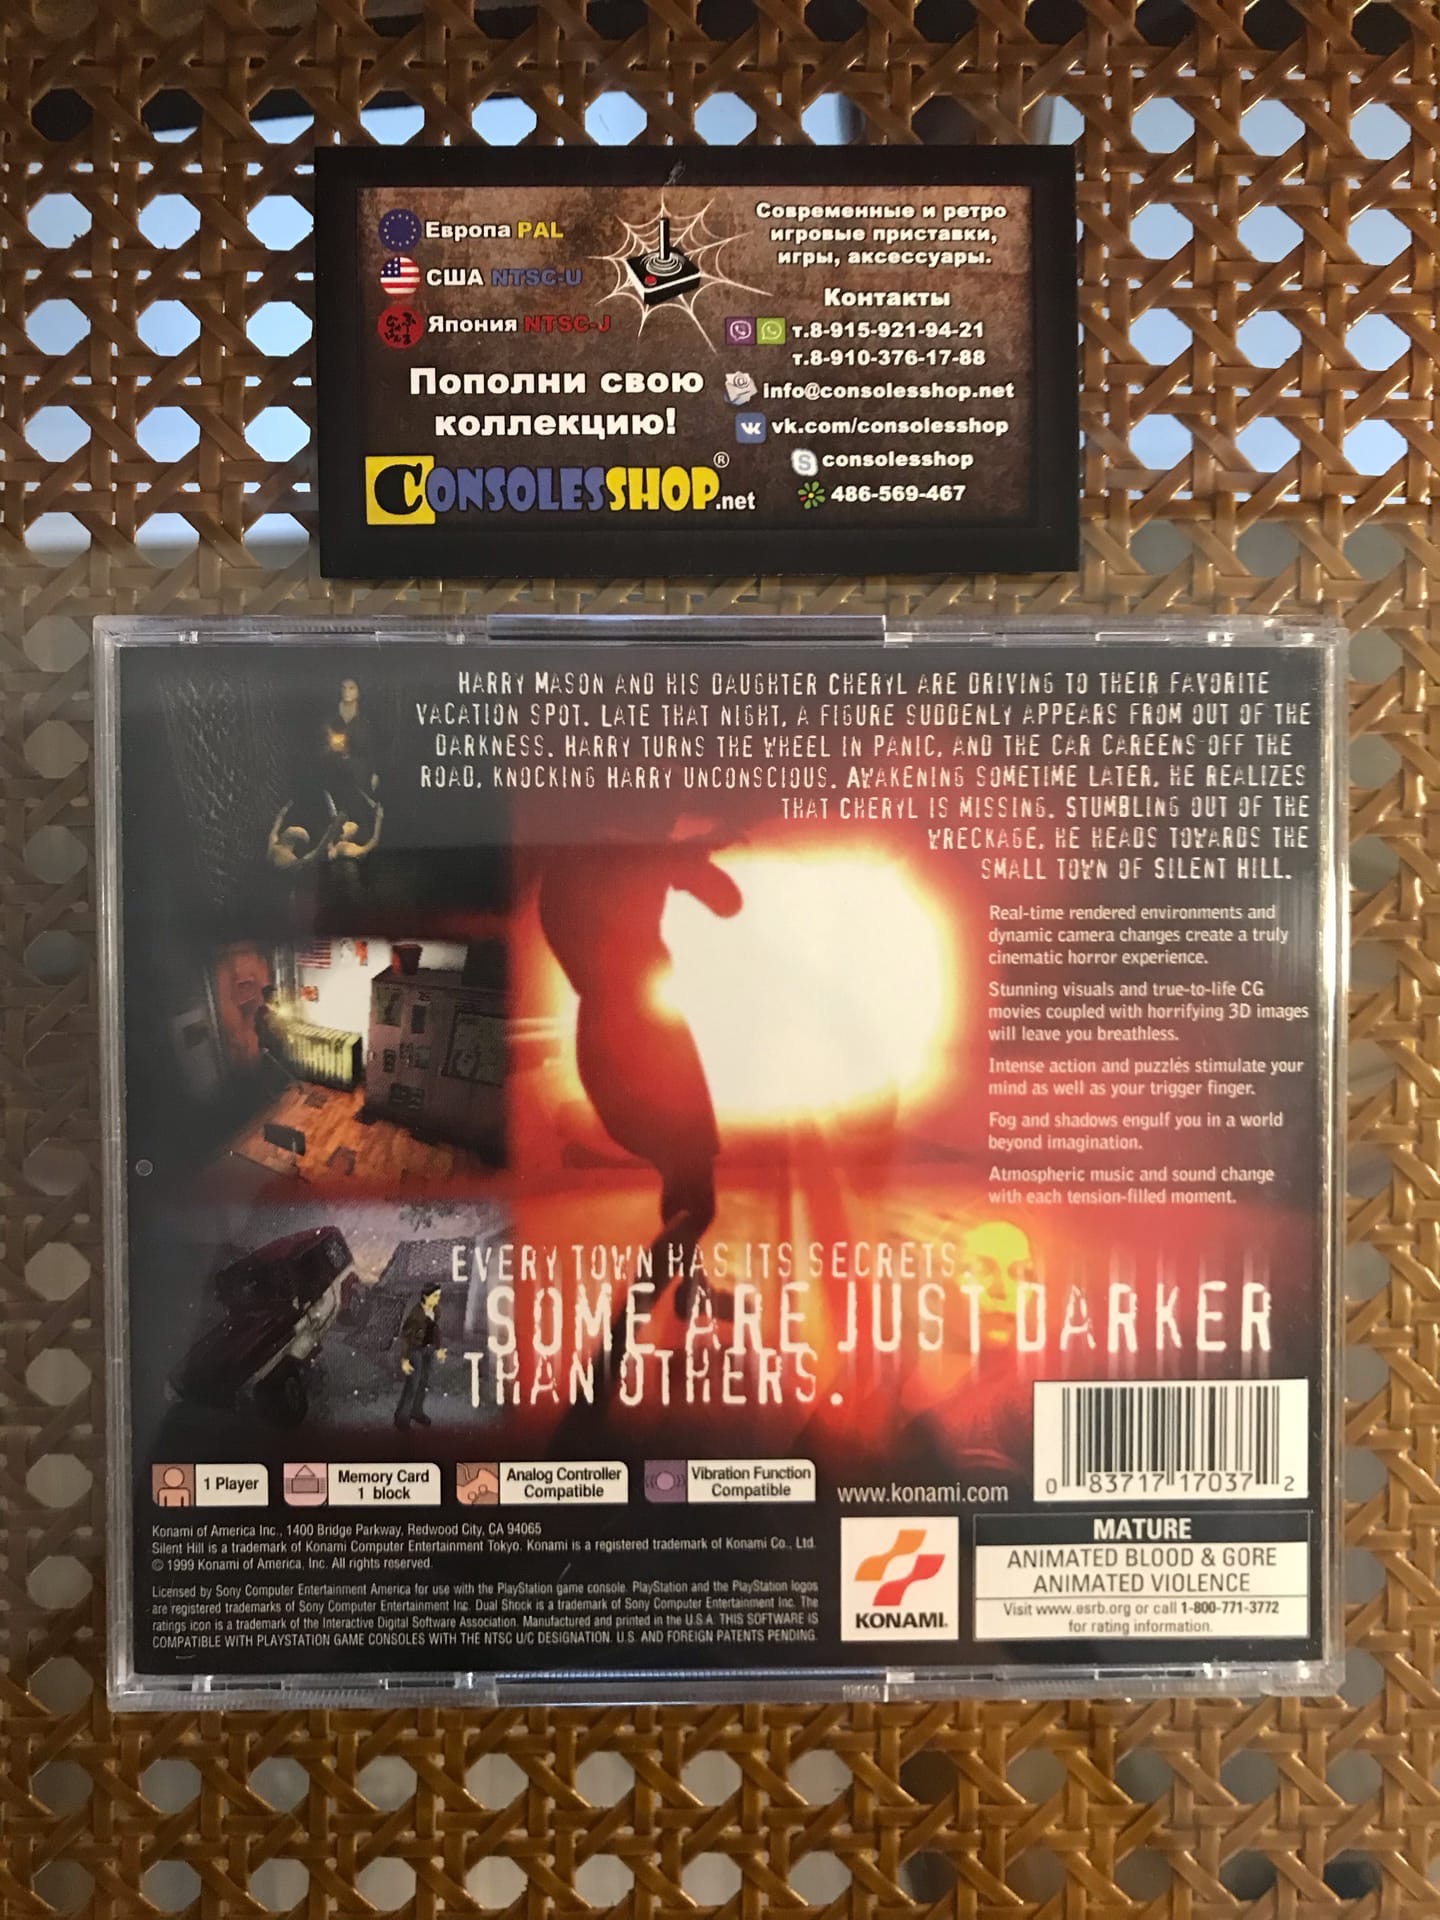 Европа PAL
США NTSC-U
Япония NTSC-J
Пополни свою
коллекцию!
CONSOLESSHOP.net
®
Современные и ретро
игровые приставки,
игры, аксессуары.
Контакты
т.8-915-921-94-21
т.8-910-376-17-88
info@consolesshop.net
vk.com/consolesshop
consolesshop
486-569-467
HARRY MASON AND HIS DAUGHTER CHERYL ARE DRIVING TO THEIR FAVORITE
VACATION SPOT. LATE THAT NIGHT, A FIGURE SUDDENLY APPEARS FROM OUT OF THE
DARKNESS. HARRY TURNS THE WHEEL IN PANIC, AND THE CAR CAREENS OFF THE
ROAD, KNOCKING HARRY UNCONSCIOUS. AWAKENING SOMETIME LATER, HE REALIZES
THAT CHERYL IS MISSING. STUMBLING OUT OF THE
WRECKAGE, HE HEADS TOWARDS THE
SMALL TOWN OF SILENT HILL.
Real-time rendered environments and
dynamic camera changes create a truly
cinematic horror experience.
Stunning visuals and true-to-life CG
movies coupled with horrifying 3D images
will leave you breathless.
Intense action and puzzles stimulate your
mind as well as your trigger finger.
Fog and shadows engulf you in a world
beyond imagination.
Atmospheric music and sound change
with each tension-filled moment.
EVERY TOWN HAS ITS SECRETS.
SOME ARE JUST DARKER
THAN OTHERS.
1 Player
Memory Card
1 block
Analog Controller
Compatible
Vibration Function
Compatible
www.konami.com
0 83717 17037 2
Konami of America Inc., 1400 Bridge Parkway, Redwood City, CA 94065
Silent Hill is a trademark of Konami Computer Entertainment Tokyo. Konami is a registered trademark of Konami Co., Ltd.
© 1999 Konami of America, Inc. All rights reserved.
Licensed by Sony Computer Entertainment America for use with the PlayStation game console. PlayStation and the PlayStation logos
are registered trademarks of Sony Computer Entertainment Inc. Dual Shock is a trademark of Sony Computer Entertainment Inc. The
ratings icon is a trademark of the Interactive Digital Software Association. Manufactured and printed in the U.S.A. THIS SOFTWARE IS
COMPATIBLE WITH PLAYSTATION GAME CONSOLES WITH THE NTSC U/C DESIGNATION. U.S. AND FOREIGN PATENTS PENDING.
KONAMI
MATURE
ANIMATED BLOOD & GORE
ANIMATED VIOLENCE
Visit www.esrb.org or call 1-800-771-3772
for rating information.